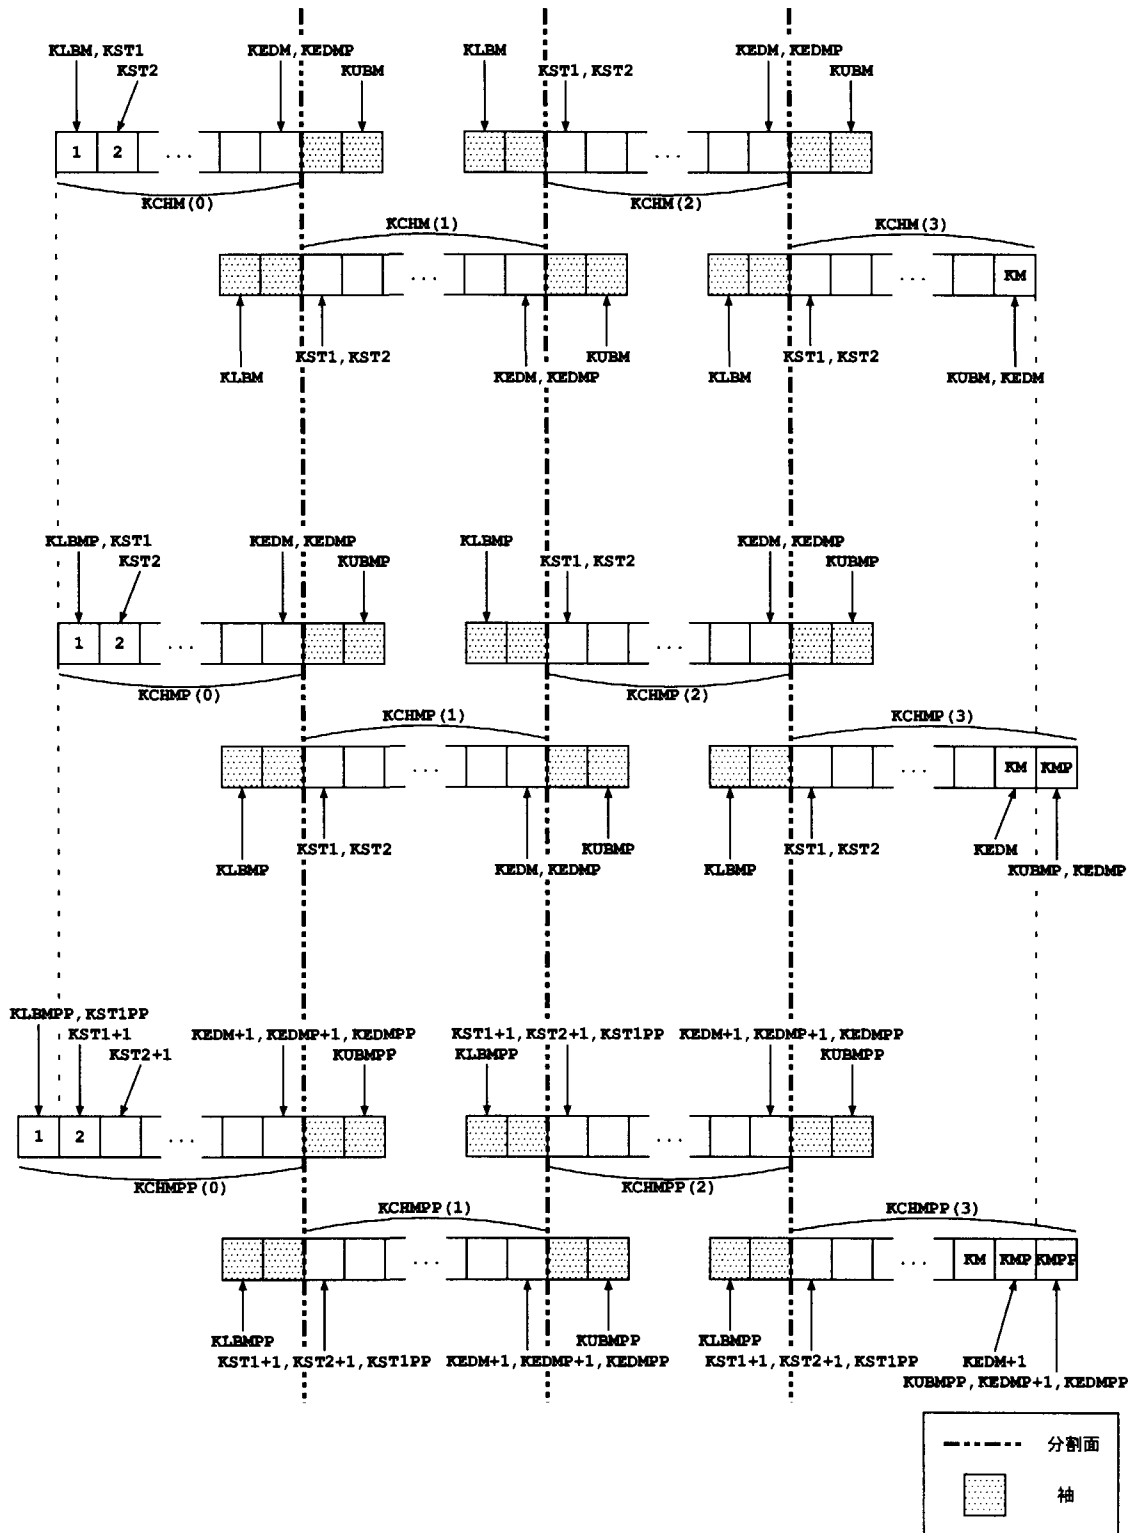 KLBM,KST1 KEDM,KEDMP KLBM KEDM,KEDMP
KST2 KUBM KST1,KST2 KUBM
1 2 ... ...
KCHM(0) KCHM(2)
KCHM(1) KCHM(3)
... ... KM
KST1,KST2 KUBM KST1,KST2
KLBM KEDM,KEDMP KLBM KUBM,KEDM
KLBMP,KST1 KEDM,KEDMP KLBMP KEDM,KEDMP
KST2 KUBMP KST1,KST2 KUBMP
1 2 ... ...
KCHMP(0) KCHMP(2)
KCHMP(1) KCHMP(3)
... ... KM KMP
KST1,KST2 KUBMP KST1,KST2 KEDM
KLBMP KEDM,KEDMP KLBMP KUBMP,KEDMP
KLBMPP,KST1PP
KST1+1 KEDM+1,KEDMP+1,KEDMPP KST1+1,KST2+1,KST1PP KEDM+1,KEDMP+1,KEDMPP
KST2+1 KUBMPP KLBMPP KUBMPP
1 2 ... ...
KCHMPP(0) KCHMPP(2)
KCHMPP(1) KCHMPP(3)
... ... KM KMP KMPP
KLBMPP KUBMPP KLBMPP
KST1+1,KST2+1,KST1PP KEDM+1,KEDMP+1,KEDMPP KST1+1,KST2+1,KST1PP KEDM+1
KUBMPP,KEDMP+1,KEDMPP
分割面
袖